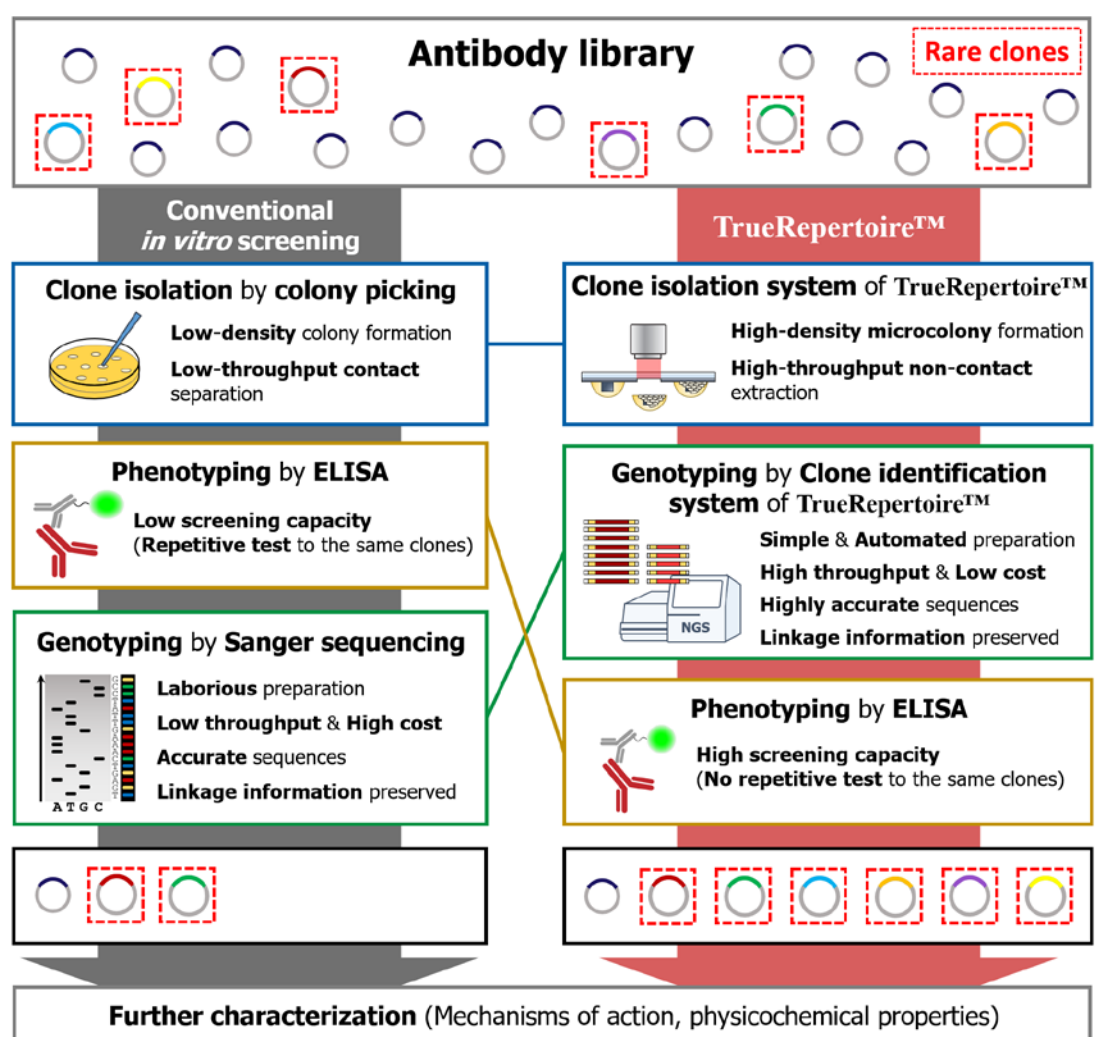 Antibody library
Rare clones
Conventional
in vitro screening
TrueRepertoire™
Clone isolation by colony picking
Low-density colony formation
Low-throughput contact
separation
Clone isolation system of TrueRepertoire™
High-density microcolony formation
High-throughput non-contact
extraction
Phenotyping by ELISA
Low screening capacity
(Repetitive test to the same clones)
Genotyping by Clone identification
system of TrueRepertoire™
Simple & Automated preparation
High throughput & Low cost
Highly accurate sequences
Linkage information preserved
NGS
Genotyping by Sanger sequencing
Laborious preparation
Low throughput & High cost
Accurate sequences
Linkage information preserved
A T G C
Phenotyping by ELISA
High screening capacity
(No repetitive test to the same clones)
Further characterization (Mechanisms of action, physicochemical properties)